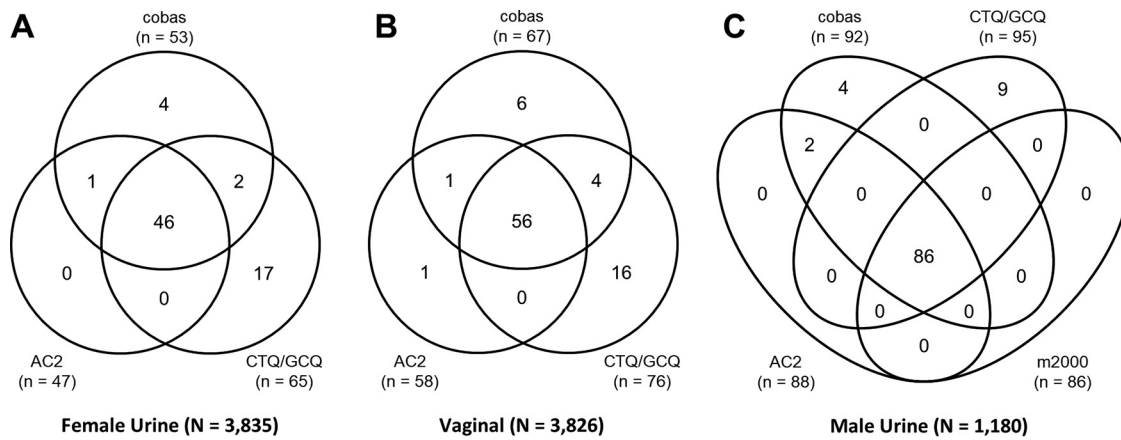 A
cobas
(n = 53)
4
1
2
46
0
17
0
AC2
(n = 47)
CTQ/GCQ
(n = 65)
Female Urine (N = 3,835)
B
cobas
(n = 67)
6
1
4
56
1
16
0
AC2
(n = 58)
CTQ/GCQ
(n = 76)
Vaginal (N = 3,826)
C
cobas
(n = 92)
CTQ/GCQ
(n = 95)
4
9
0
2
0
0
0
0
0
86
0
0
0
0
0
AC2
(n = 88)
m2000
(n = 86)
Male Urine (N = 1,180)